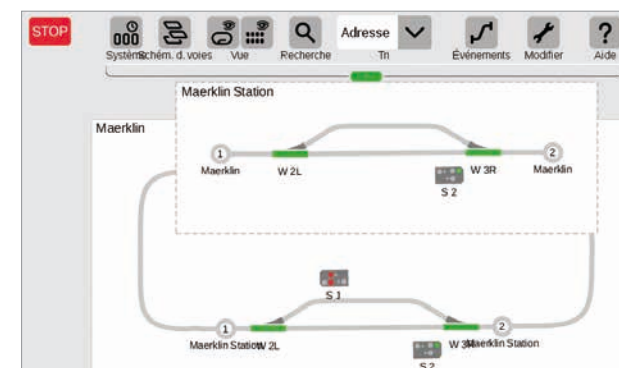 STOP
000
Adresse
?
Système
Schém. d. voies
Vue
Recherche
Tri
Événements
Modifier
Aide
Maerklin Station
Maerklin
1
2
Maerklin
W 2L
W 3R
Maerklin
S 2
S 1
1
2
Maerklin Station
W 2L
W 3R
Maerklin Station
S 2